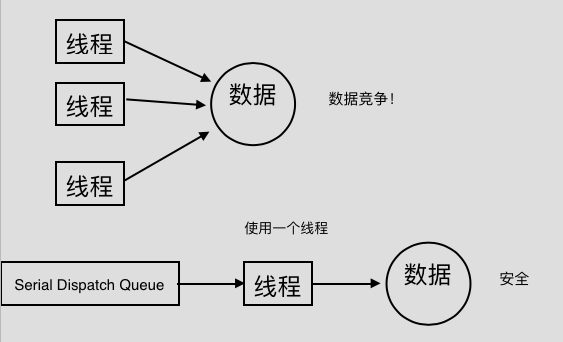 线程
线程
数据
数据竞争！
线程
使用一个线程
Serial Dispatch Queue
线程
数据
安全